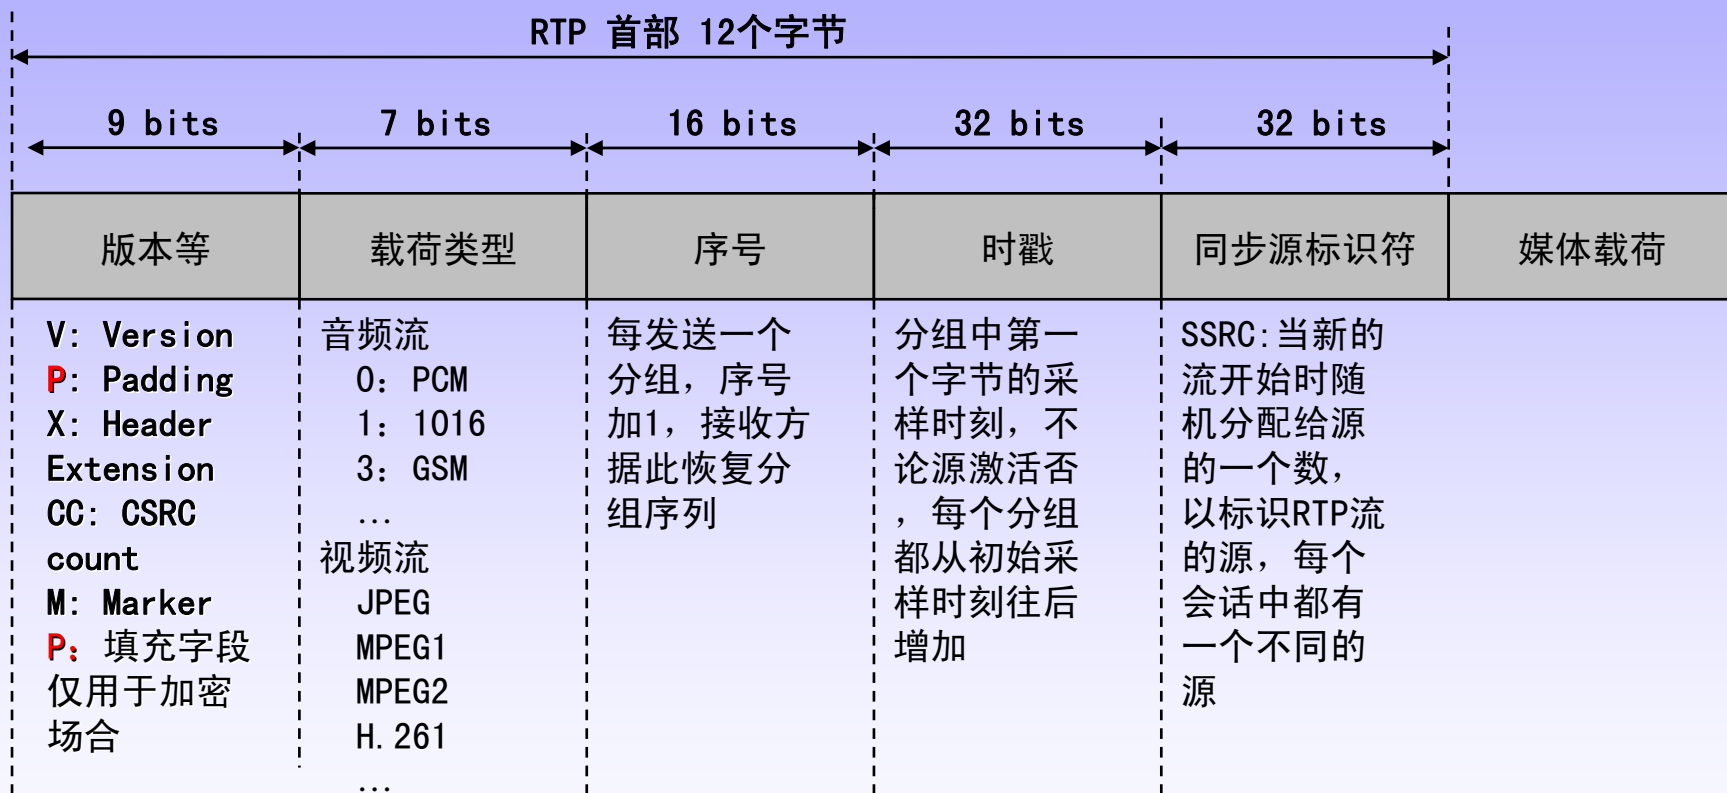 RTP 首部 12个字节
9 bits
7 bits
16 bits
32 bits
32 bits
版本等
载荷类型
序号
时戳
同步源标识符
媒体载荷
V: Version
P: Padding
X: Header
Extension
CC: CSRC
count
M: Marker
P：填充字段
仅用于加密
场合
音频流
0：PCM
1：1016
3：GSM
...
视频流
JPEG
MPEG1
MPEG2
H.261
...
每发送一个
分组，序号
加1，接收方
据此恢复分
组序列
分组中第一
个字节的采
样时刻，不
论源激活否
，每个分组
都从初始采
样时刻往后
增加
SSRC:当新的
流开始时随
机分配给源
的一个数，
以标识RTP流
的源，每个
会话中都有
一个不同的
源